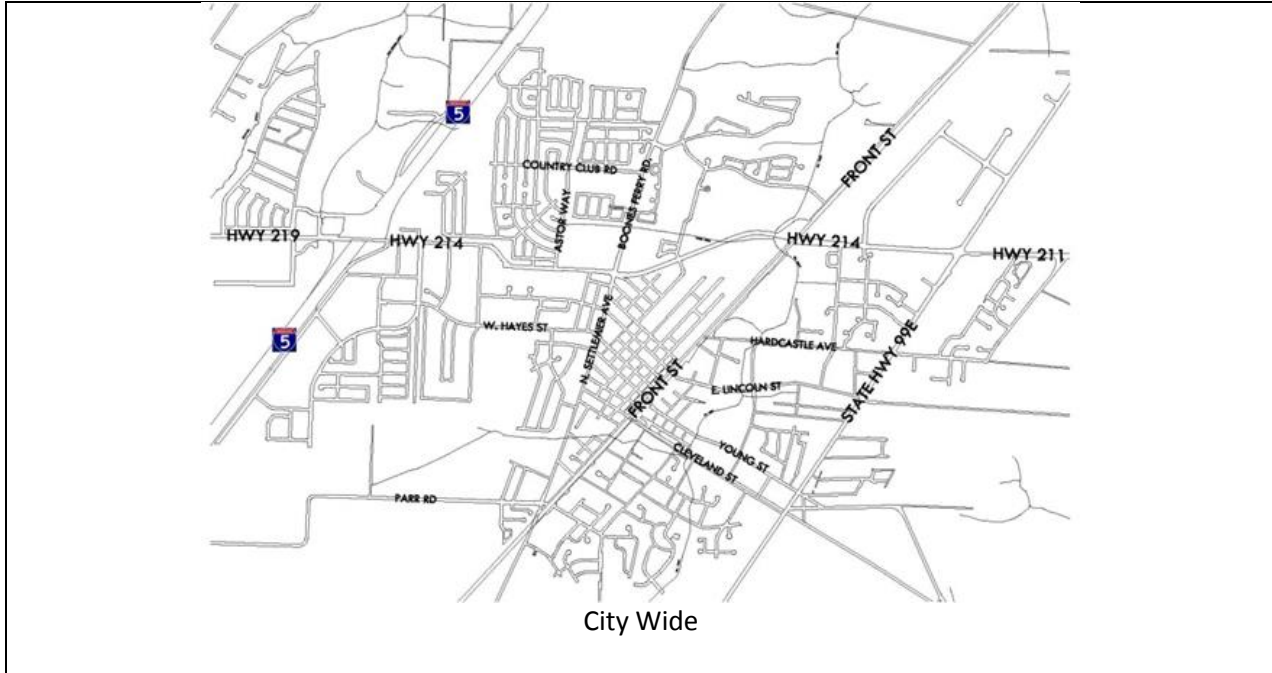 5
COUNTRY CLUB RD
FRONT ST
ASTOR WAY
BOONES FERRY RD.
HWY 219
HWY 214
HWY 214
HWY 211
5
W. HAYES ST
N. SETTLEMIER AVE
HARDCASTLE AVE
STATE HWY 99E
E. LINCOLN ST
FRONT ST
YOUNG ST
CLEVELAND ST
PARR RD
City Wide